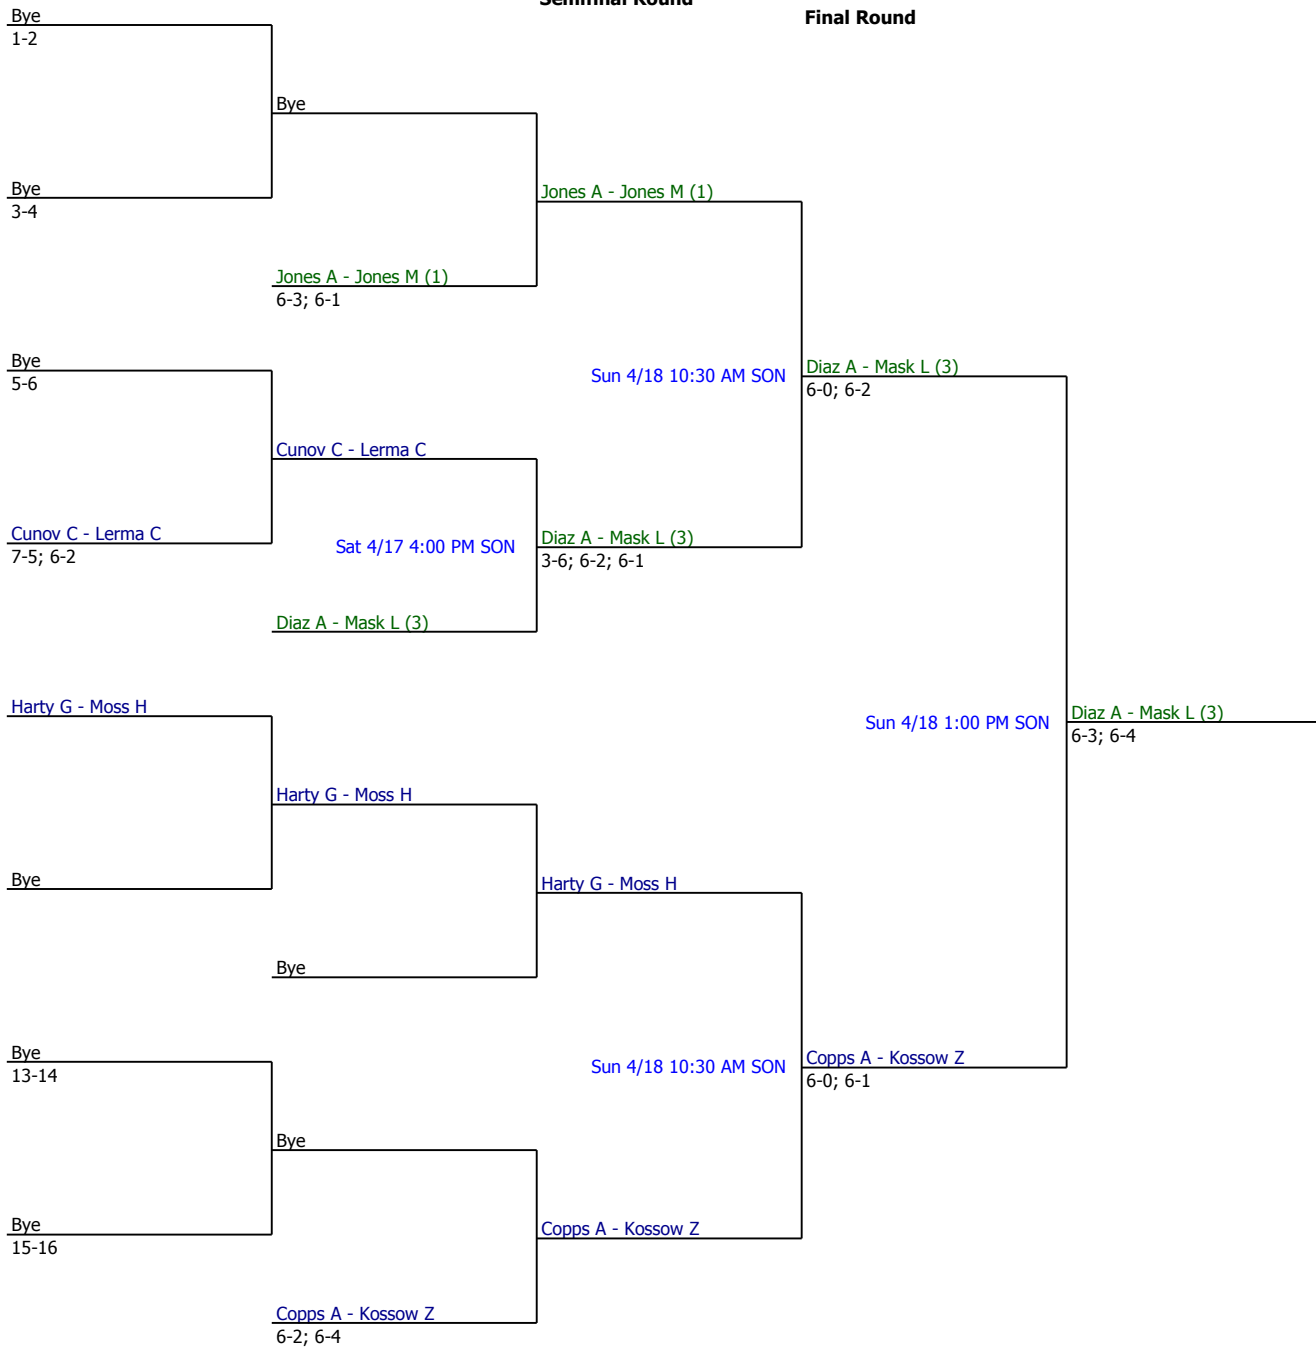 Semifinal Round
Final Round
Bye
1-2
Bye
Bye
3-4
Jones A - Jones M (1)
Jones A - Jones M (1)
6-3; 6-1
Bye
5-6
Sun 4/18 10:30 AM SON
Diaz A - Mask L (3)
6-0; 6-2
Cunov C - Lerma C
Cunov C - Lerma C
7-5; 6-2
Sat 4/17 4:00 PM SON
Diaz A - Mask L (3)
3-6; 6-2; 6-1
Diaz A - Mask L (3)
Harty G - Moss H
Sun 4/18 1:00 PM SON
Diaz A - Mask L (3)
6-3; 6-4
Harty G - Moss H
Bye
Harty G - Moss H
Bye
Bye
13-14
Sun 4/18 10:30 AM SON
Copps A - Kossow Z
6-0; 6-1
Bye
Bye
15-16
Copps A - Kossow Z
Copps A - Kossow Z
6-2; 6-4